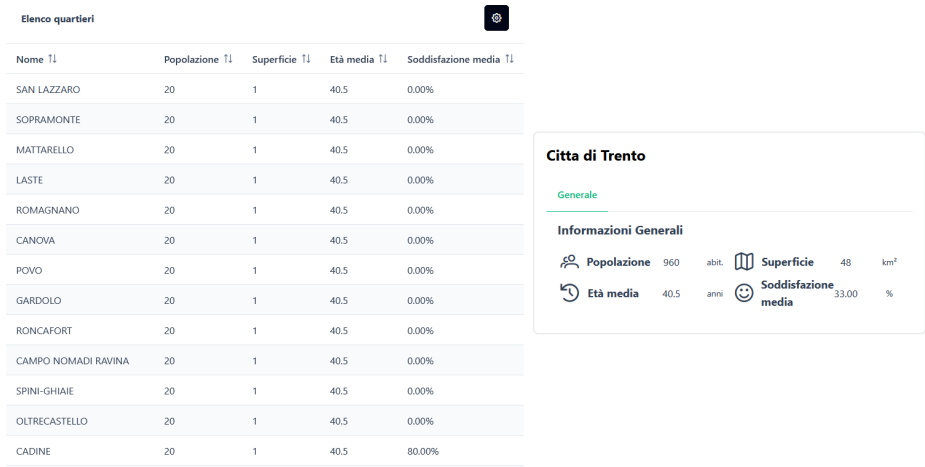 Elenco quartieri
Nome Popolazione Superficie Età media Soddisfazione media
SAN LAZZARO 20 1 40.5 0.00%
SOPRAMONTE 20 1 40.5 0.00%
MATTARELLO 20 1 40.5 0.00%
LASTE 20 1 40.5 0.00%
ROMAGNANO 20 1 40.5 0.00%
CANOVA 20 1 40.5 0.00%
POVO 20 1 40.5 0.00%
GARDOLO 20 1 40.5 0.00%
RONCAFORT 20 1 40.5 0.00%
CAMPO NOMADI RAVINA 20 1 40.5 0.00%
SPINI-GHIAIE 20 1 40.5 0.00%
OLTRECASTELLO 20 1 40.5 0.00%
CADINE 20 1 40.5 80.00%
Citta di Trento
Generale
Informazioni Generali
Popolazione 960 abit. Superficie 48 km²
Età media 40.5 anni Soddisfazione media 33.00 %